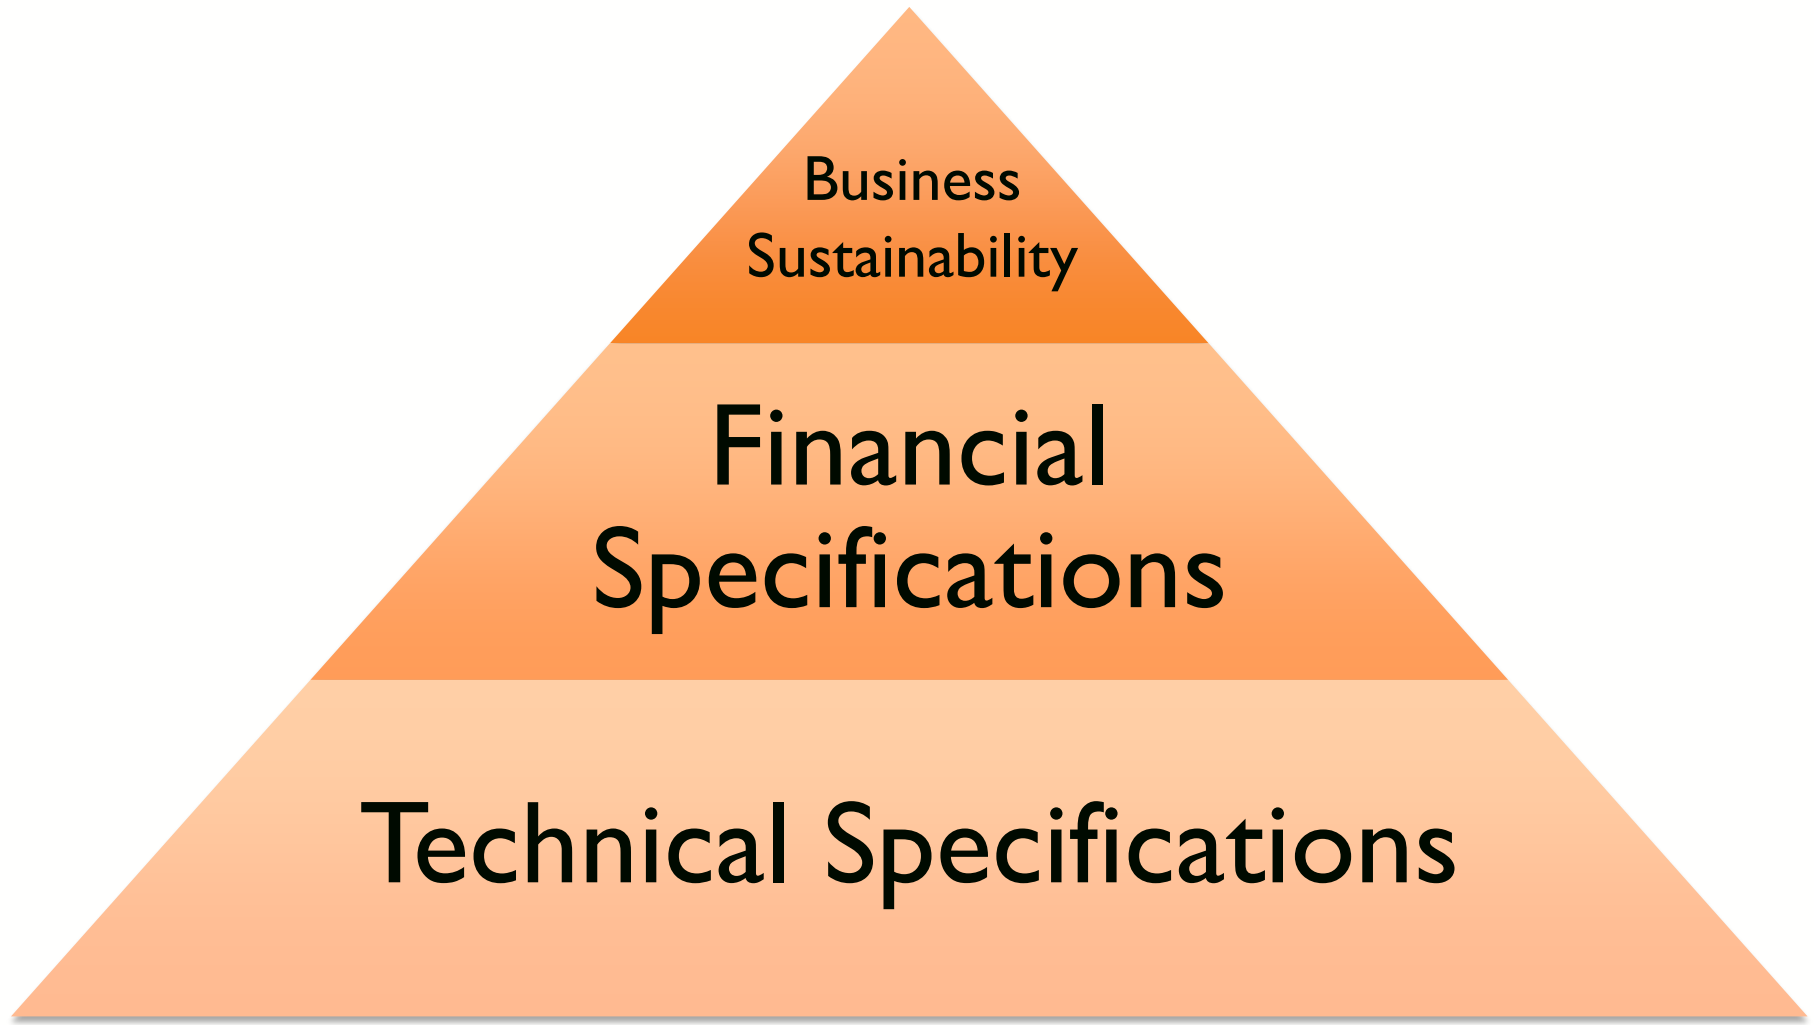 Business
Sustainability
Financial
Specifications
Technical Specifications